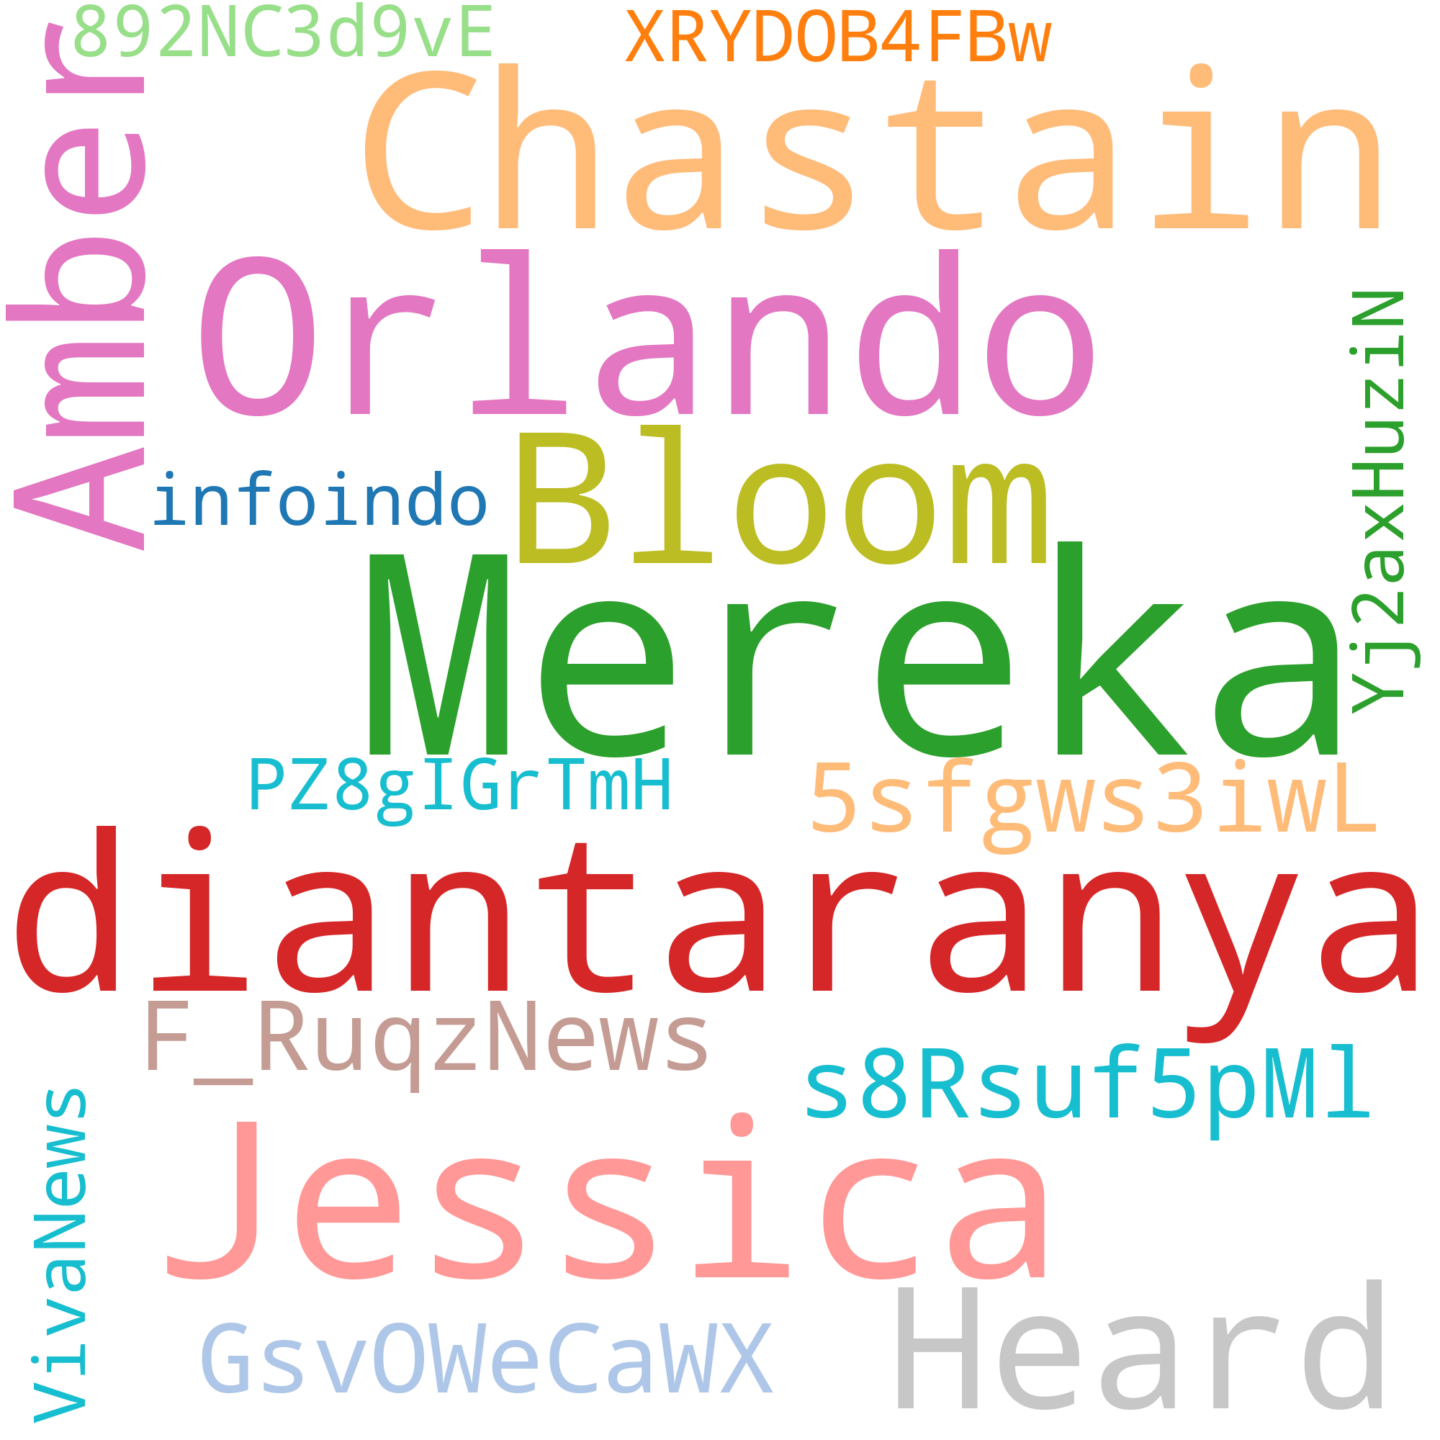 892NC3d9vE
XRYDOB4FBw
Amber
Chastain
Orlando
Yj2axHuziN
infoindo
Bloom
Mereka
PZ8gIGrTmH
5sfgws3iwL
diantaranya
F_RuqzNews
s8Rsuf5pMl
VivaNews
Jessica
GsvOWeCaWX
Heard